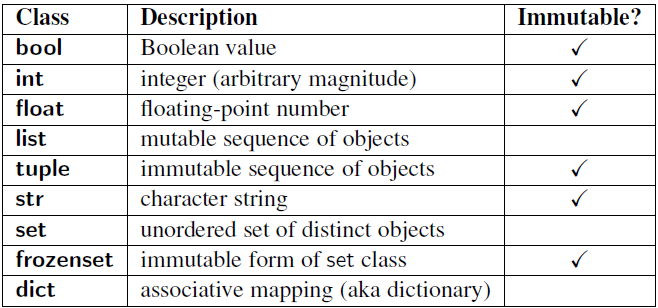 Class Description Immutable?
bool Boolean value ✓
int integer (arbitrary magnitude) ✓
float floating-point number ✓
list mutable sequence of objects
tuple immutable sequence of objects ✓
str character string ✓
set unordered set of distinct objects
frozenset immutable form of set class ✓
dict associative mapping (aka dictionary)